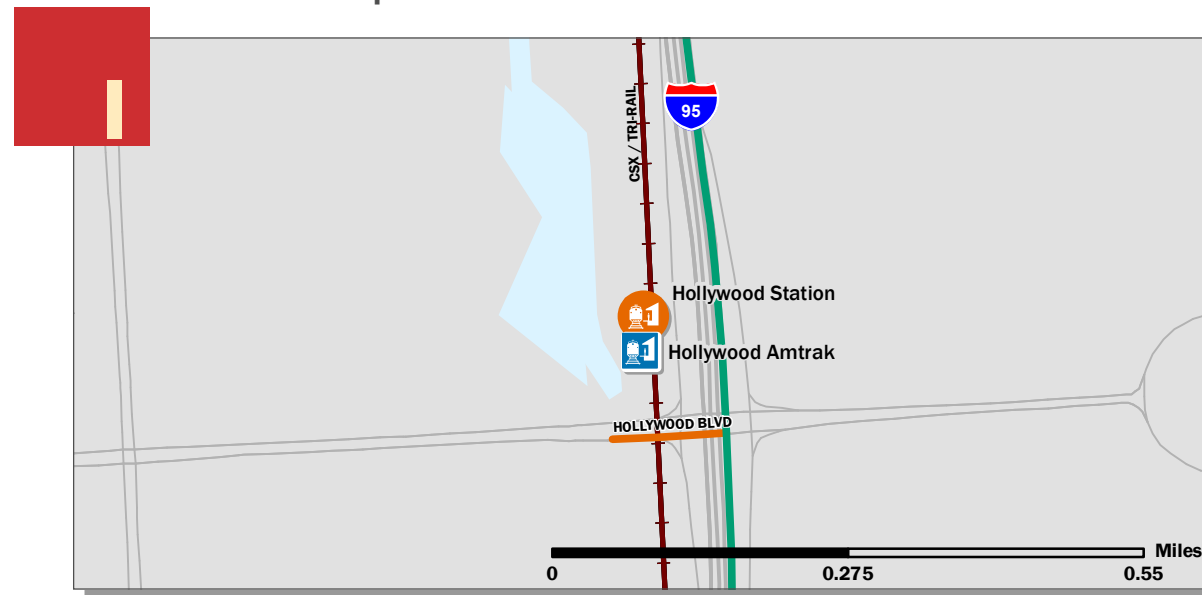 95
CSX / TRI-RAIL
Hollywood Station
Hollywood Amtrak
HOLLYWOOD BLVD
Miles
0 0.275 0.55